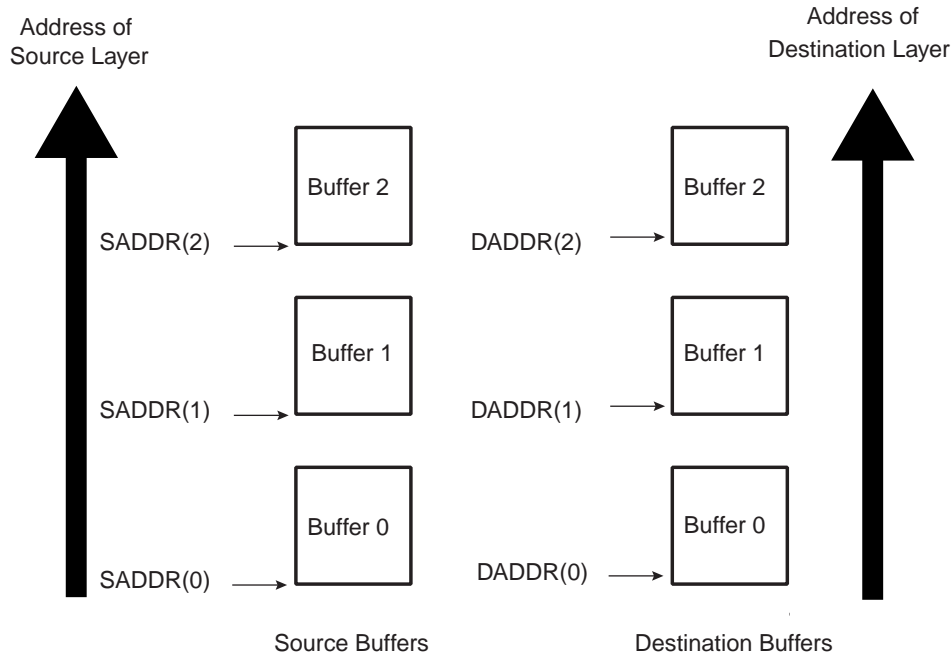 Address of
Source Layer
Address of
Destination Layer
Buffer 2
Buffer 2
SADDR(2)
DADDR(2)
Buffer 1
Buffer 1
SADDR(1)
DADDR(1)
Buffer 0
Buffer 0
SADDR(0)
DADDR(0)
Source Buffers
Destination Buffers